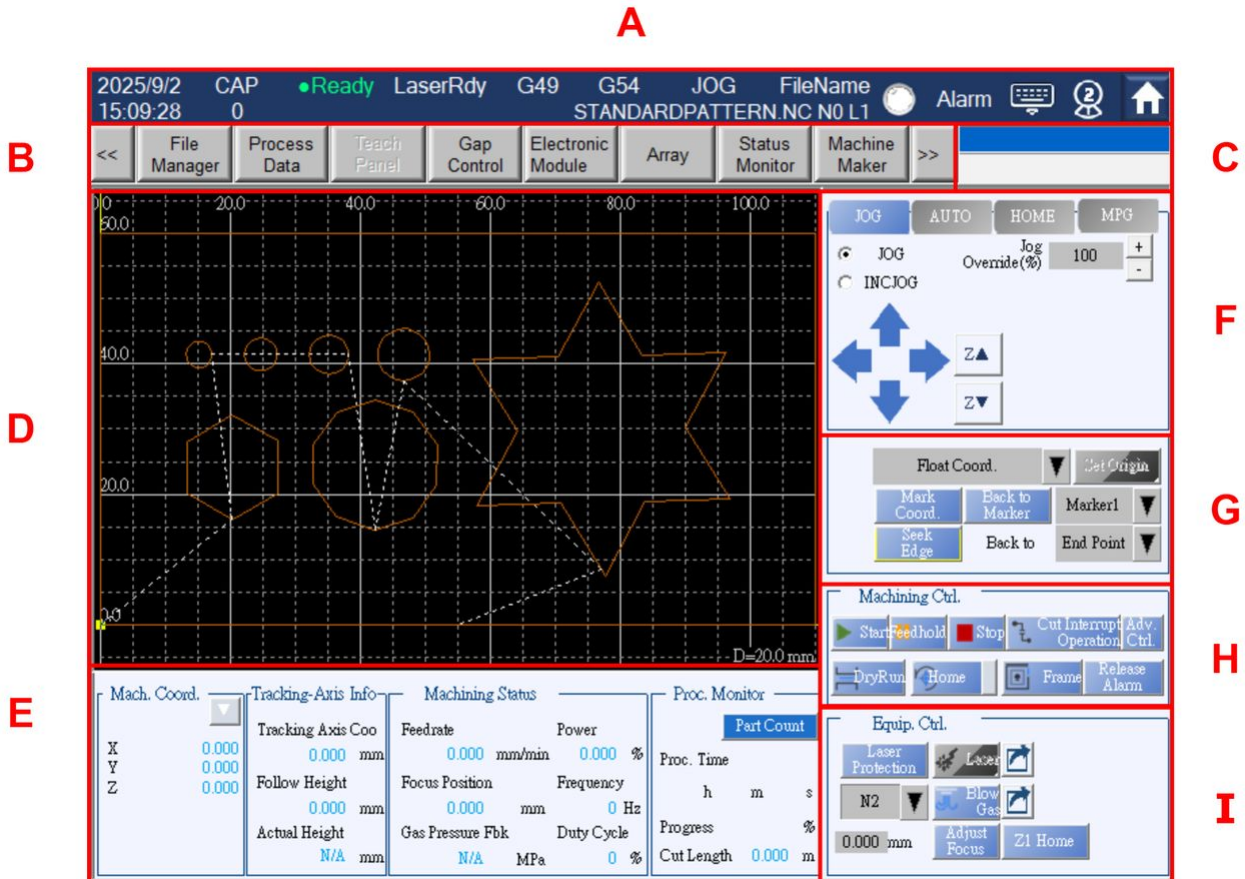 A
2025/9/2 CAP ●Ready LaserRdy G49 G54 JOG FileName Alarm 2
15:09:28 0 STANDARDPATTERN.NC N0 L1
B
<< File Manager Process Data Teach Panel Gap Control Electronic Module Array Status Monitor Machine Maker >>
C
D
0.0 20.0 40.0 60.0 80.0 100.0
60.0
40.0
20.0
0.0
D=20.0 mm
JOG AUTO HOME MPG
JOG
Jog Override(%) 100 +
-
INCJOG
Z▲
Z▼
F
Float Coord. ▼ Set Origin
Mark Coord. Back to Marker Marker1 ▼
Seek Edge Back to End Point ▼
G
Machining Ctrl.
Start Feedhold Stop Cut Interrupt Operation Adv. Ctrl.
DryRun Home Frame Release Alarm
H
E
Mach. Coord.
X 0.000
Y 0.000
Z 0.000
Tracking-Axis Info
Tracking Axis Coo
0.000 mm
Follow Height
0.000 mm
Actual Height
N/A mm
Machining Status
Feedrate Power
0.000 mm/min 0.000 %
Focus Position Frequency
0.000 mm 0 Hz
Gas Pressure Fbk Duty Cycle
N/A MPa 0 %
Proc. Monitor
Part Count
Proc. Time
h m s
Progress %
Cut Length 0.000 m
Equip. Ctrl.
Laser Protection Laser
N2 ▼ Blow Gas
0.000 mm Adjust Focus Z1 Home
I